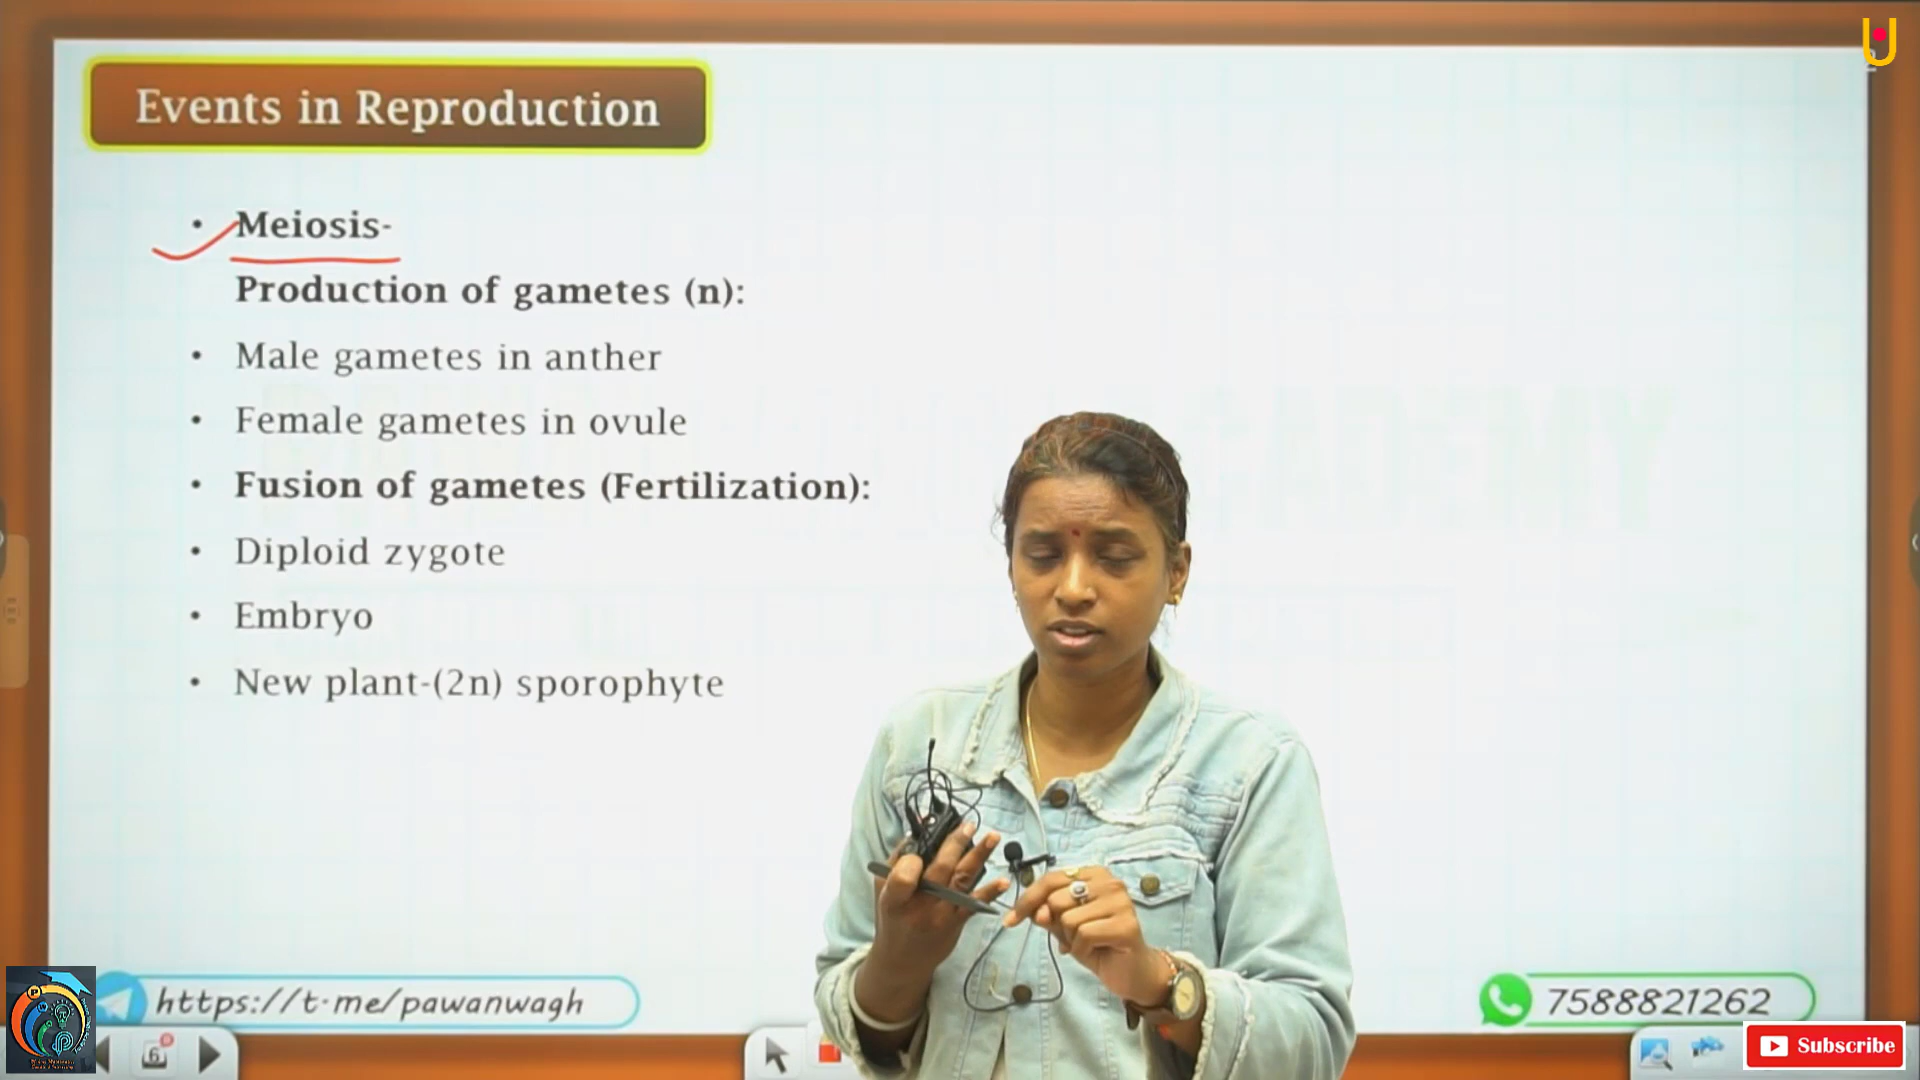 Events in Reproduction
• Meiosis-
Production of gametes (n):
• Male gametes in anther
• Female gametes in ovule
• Fusion of gametes (Fertilization):
• Diploid zygote
• Embryo
• New plant-(2n) sporophyte
https://t.me/pawanwagh
7588821262
6
Subscribe